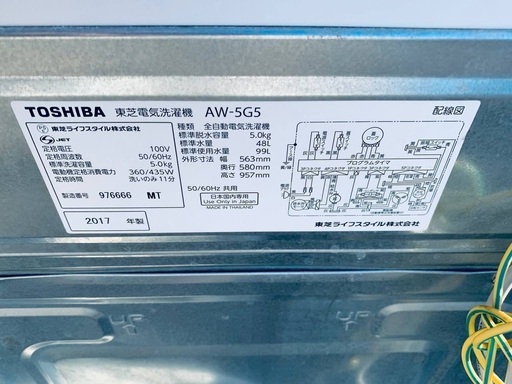 TOSHIBA 東芝電気洗濯機 AW-5G5
東芝ライフスタイル株式会社
JET
定格電圧 100V
定格周波数 50/60Hz
標準洗濯容量 5.0kg
電動機定格消費電力 360/435W
洗いのみ 11分
製造番号 976666 MT
2017 年製
種類 全自動電気洗濯機
標準脱水容量 5.0kg
標準水量 48L
標準使用水量 99L
外形寸法 幅 563mm
奥行 580mm
高さ 957mm
50/60Hz 共用
日本国内専用
Use Only in Japan
MADE IN THAILAND
配線図
蓋
ロック
プログラムタイマ
東芝ライフスタイル株式会社
UP
UP